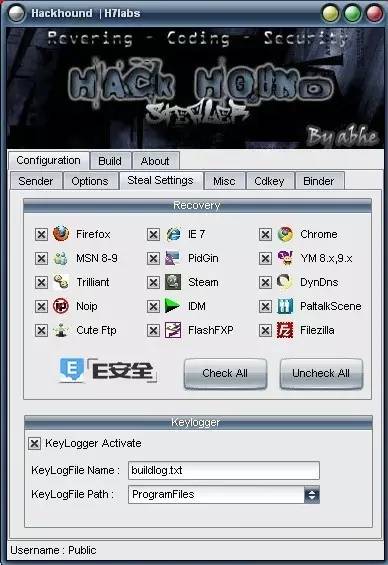 Hackhound | H7labs
Revering - Coding - Security
HACK HOUND
STEALER
By abhe
Configuration Build About
Sender Options Steal Settings Misc Cdkey Binder
Recovery
Firefox IE 7 Chrome
MSN 8-9 PidGin YM 8.x,9.x
Trilliant Steam DynDns
Noip IDM PaltalkScene
Cute Ftp FlashFXP Filezilla
E安全 Check All Uncheck All
Keylogger
KeyLogger Activate
KeyLogFile Name : buildlog.txt
KeyLogFile Path : ProgramFiles
Username : Public